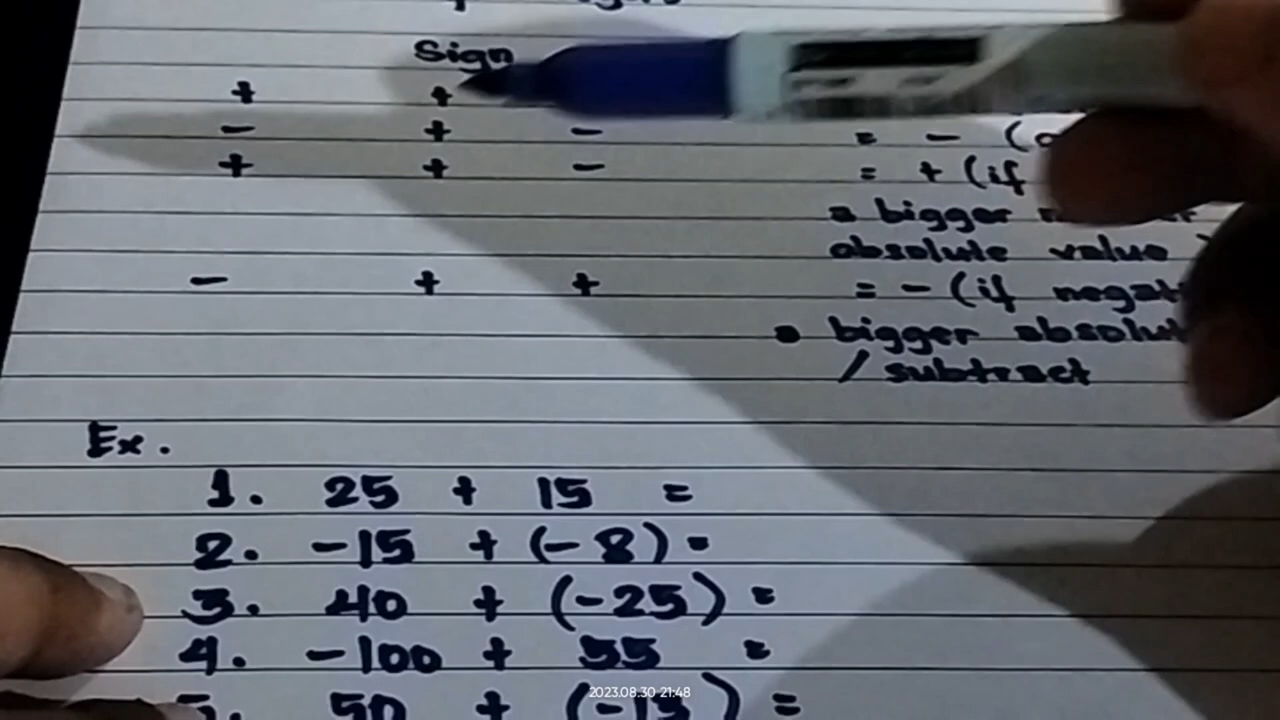 Sign
+ +
- + - = - (
+ + - = + (if
a bigger
absolute value
- + + = - (if
a bigger
/ subtract
Ex.
1. 25 + 15 =
2. -15 + (-8) =
3. 40 + (-25) =
4. -100 + 55 =
5. 50 + (-13) =
2023.08.30 21:48